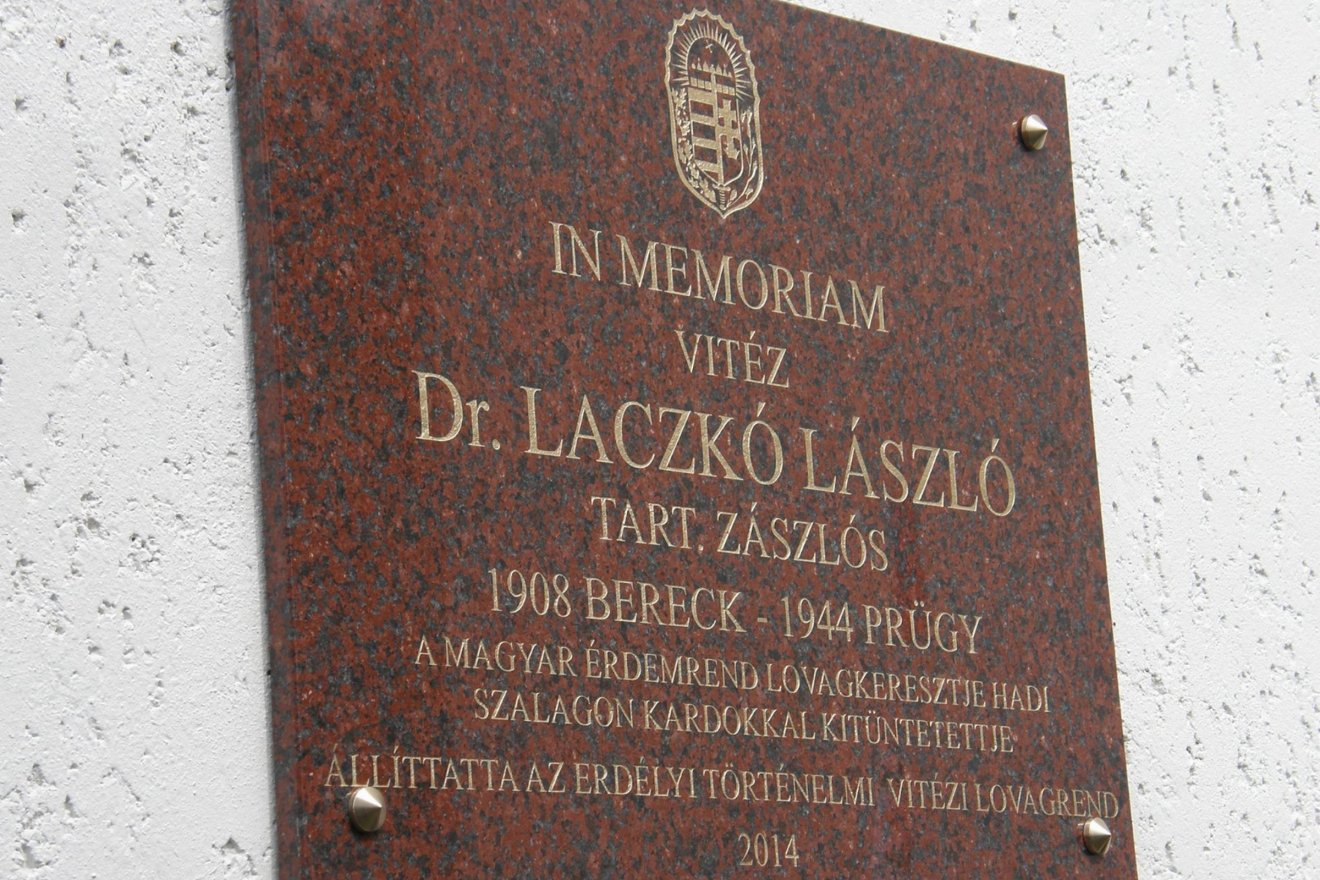 IN MEMORIAM
VITÉZ
Dr. LACZKÓ LÁSZLÓ
TART. ZÁSZLÓS
1908 BERECK - 1944 PRÜGY
A MAGYAR ÉRDEMREND LOVAGKERESZTJE HADI
SZALAGON KARDOKKAL KITÜNTETETTJE
ÁLLÍTTATTA AZ ERDÉLYI TÖRTÉNELMI VITÉZI LOVAGREND
2014